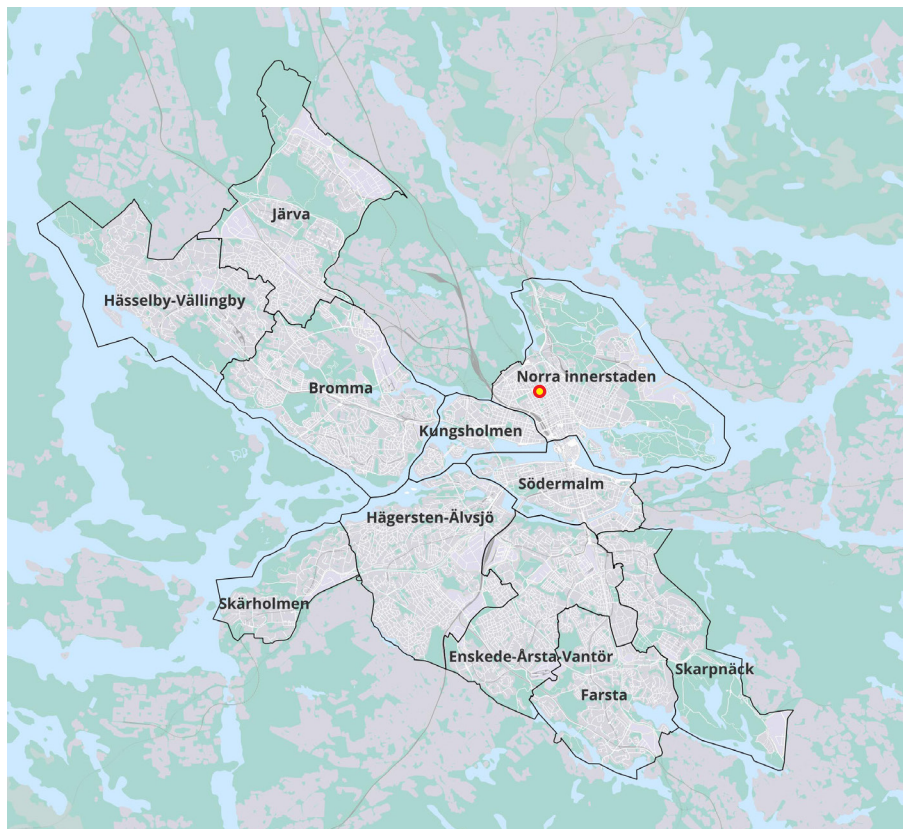 Järva
Hässelby-Vällingby
Norra innerstaden
Bromma
Kungsholmen
Södermalm
Hägersten-Älvsjö
Skärholmen
Enskede-Årsta-Vantör
Skarpnäck
Farsta